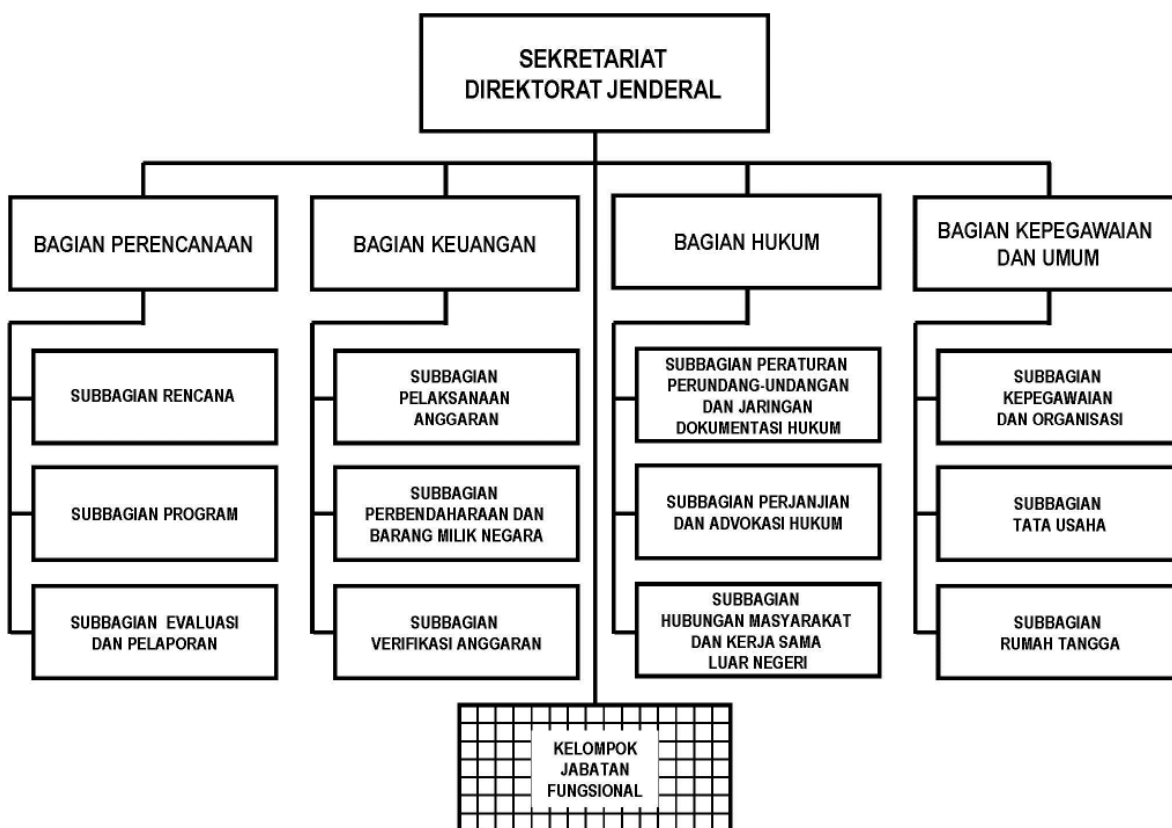 SEKRETARIAT
DIREKTORAT JENDERAL
BAGIAN PERENCANAAN
BAGIAN KEUANGAN
BAGIAN HUKUM
BAGIAN KEPEGAWAIAN
DAN UMUM
SUBBAGIAN RENCANA
SUBBAGIAN
PELAKSANAAN
ANGGARAN
SUBBAGIAN PERATURAN
PERUNDANG-UNDANGAN
DAN JARINGAN
DOKUMENTASI HUKUM
SUBBAGIAN
KEPEGAWAIAN
DAN ORGANISASI
SUBBAGIAN PROGRAM
SUBBAGIAN
PERBENDAHARAAN DAN
BARANG MILIK NEGARA
SUBBAGIAN PERJANJIAN
DAN ADVOKASI HUKUM
SUBBAGIAN
TATA USAHA
SUBBAGIAN EVALUASI
DAN PELAPORAN
SUBBAGIAN
VERIFIKASI ANGGARAN
SUBBAGIAN
HUBUNGAN MASYARAKAT
DAN KERJA SAMA
LUAR NEGERI
SUBBAGIAN
RUMAH TANGGA
KELOMPOK
JABATAN
FUNGSIONAL